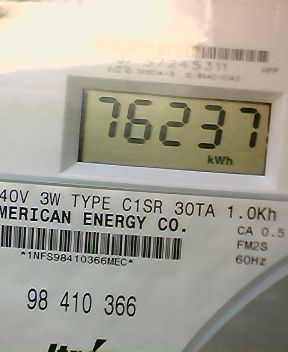 57245311
76237
kWh
40V 3W TYPE C1SR 30TA 1.0Kh
MERICAN ENERGY CO.
CA 0.5
FM2S
60Hz
*1NFS98410366MEC*
98 410 366